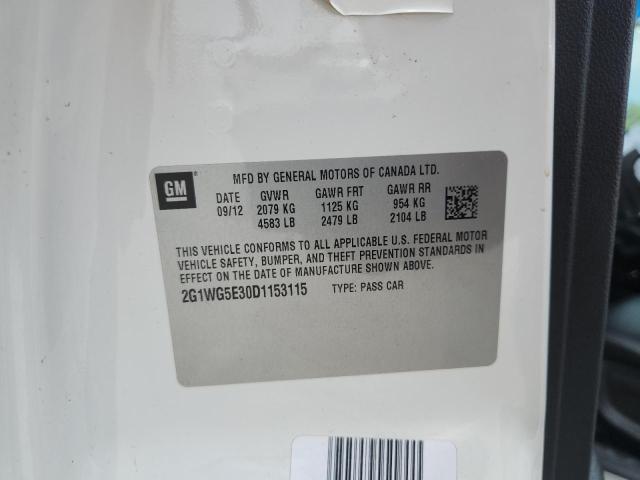 GM
MFD BY GENERAL MOTORS OF CANADA LTD.
DATE GVWR GAWR FRT GAWR RR
09/12 2079 KG 1125 KG 954 KG
4583 LB 2479 LB 2104 LB
THIS VEHICLE CONFORMS TO ALL APPLICABLE U.S. FEDERAL MOTOR
VEHICLE SAFETY, BUMPER, AND THEFT PREVENTION STANDARDS IN
EFFECT ON THE DATE OF MANUFACTURE SHOWN ABOVE.
2G1WG5E30D1153115 TYPE: PASS CAR